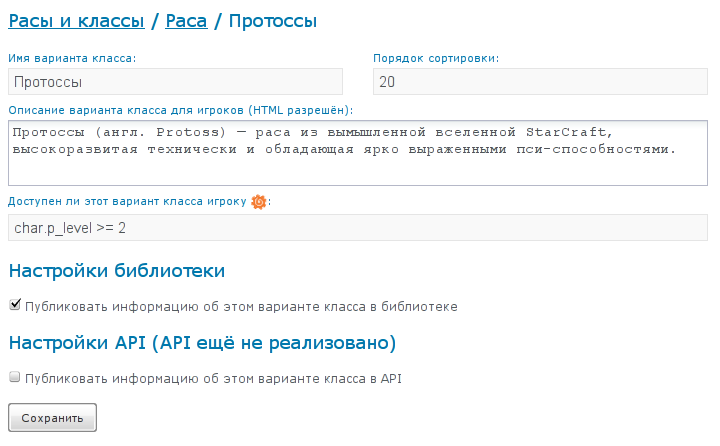 Расы и классы / Раса / Протоссы
Имя варианта класса: Порядок сортировки:
Протоссы 20
Описание варианта класса для игроков (HTML разрешён):
Протоссы (англ. Protoss) — раса из вымышленной вселенной StarCraft,
высокоразвитая технически и обладающая ярко выраженными пси-способностями.
Доступен ли этот вариант класса игроку :
char.p_level >= 2
Настройки библиотеки
Публиковать информацию об этом варианте класса в библиотеке
Настройки API (API ещё не реализовано)
Публиковать информацию об этом варианте класса в API
Сохранить